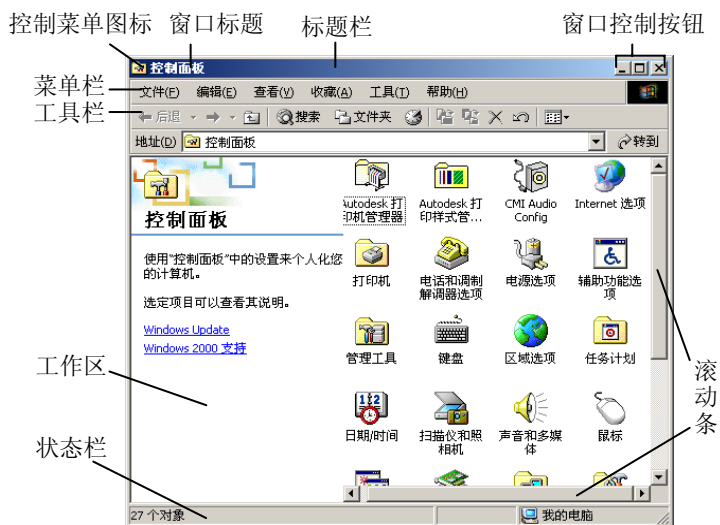 控制菜单图标 窗口标题 标题栏 窗口控制按钮
控制面板
菜单栏
文件(F) 编辑(E) 查看(V) 收藏(A) 工具(T) 帮助(H)
工具栏
后退 搜索 文件夹
地址(D) 控制面板 转到
控制面板
使用“控制面板”中的设置来个人化您
的计算机。
选定项目可以查看其说明。
Windows Update
Windows 2000 支持
Autodesk 打
印机管理器
Autodesk 打
印样式管...
CMI Audio
Config
Internet 选项
打印机
电话和调制
解调器选项
电源选项
辅助功能选
项
管理工具
键盘
区域选项
任务计划
日期/时间
扫描仪和照
相机
声音和多媒
体
鼠标
工作区
滚动条
状态栏
27 个对象
我的电脑